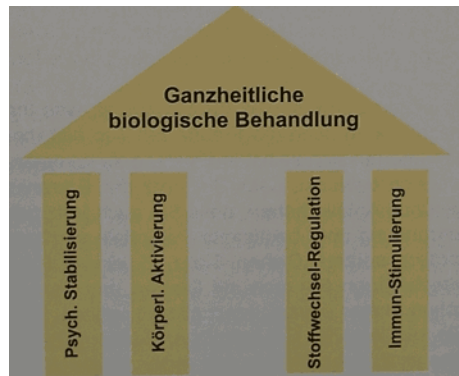 Ganzheitliche
biologische Behandlung
Psych. Stabilisierung
Körperl. Aktivierung
Stoffwechsel-Regulation
Immun-Stimulierung